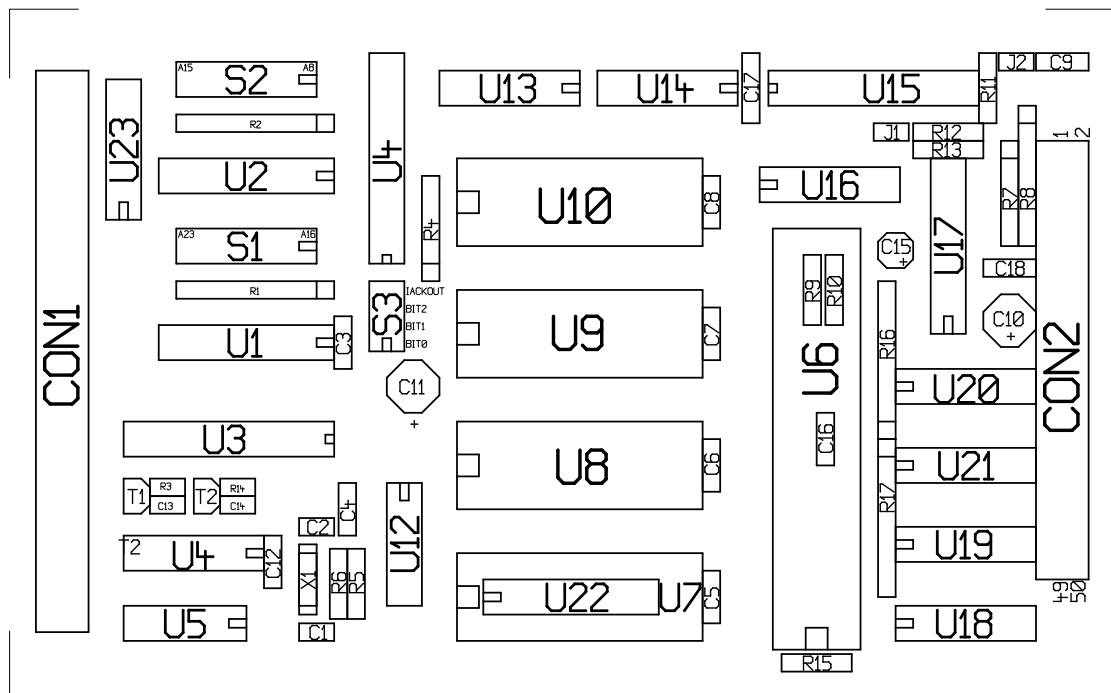 A15 S2 A8
R2
U23
U2
A23 S1 A16
R1
U1
C3
CON1
U3
T1
R3
C13
T2
R14
C14
T2 U4
C12
C2
C4
X1
R6
R5
U5
C1
U4
R4
S3
IACKOUT
BIT2
BIT1
BIT0
C11
+
U12
U13
U14
C17
U15
R11
J2
C9
J1
R12
R13
U10
C8
U16
U17
R7
R8
1
2
C15
+
C18
U9
C7
R9
R10
U6
C10
+
R16
CON2
U20
U8
C6
C16
U21
R17
U19
U22
U7
C5
49
50
U18
R15